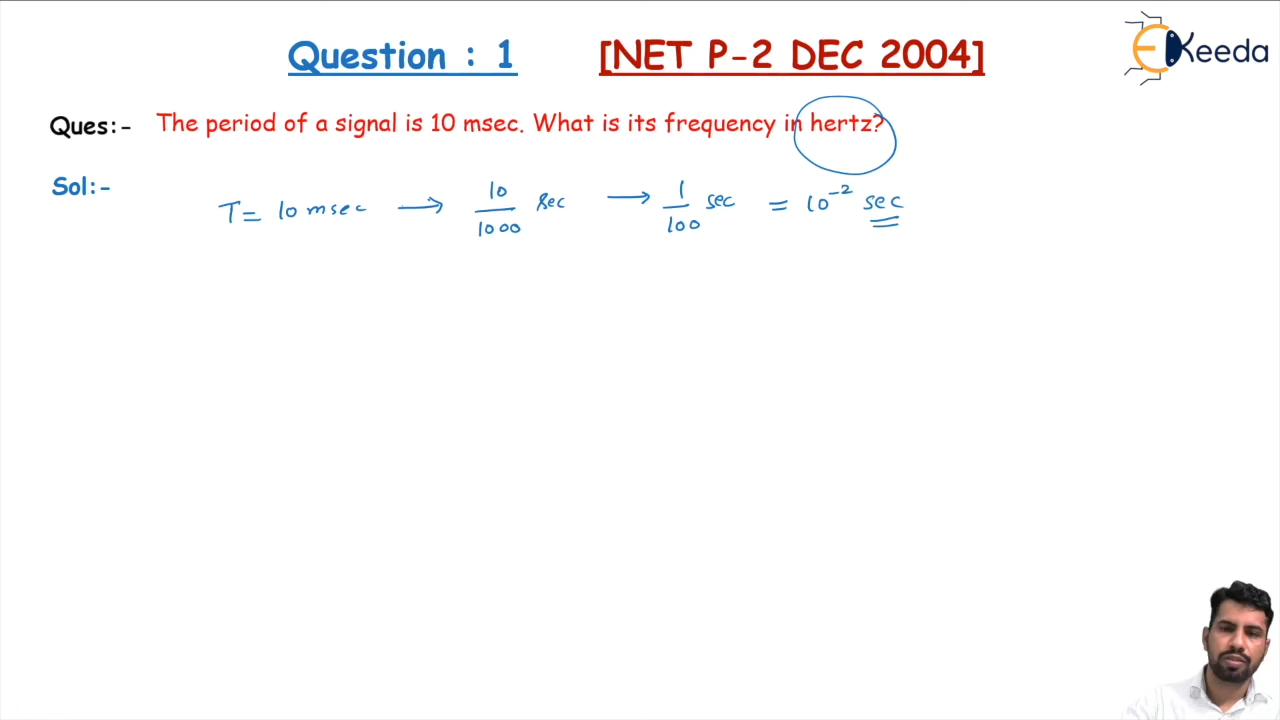 Question : 1 [NET P-2 DEC 2004]
EKeeda
Ques:- The period of a signal is 10 msec. What is its frequency in hertz?
Sol:-
T= 10 msec → 10/1000 sec → 1/100 sec = 10⁻² sec